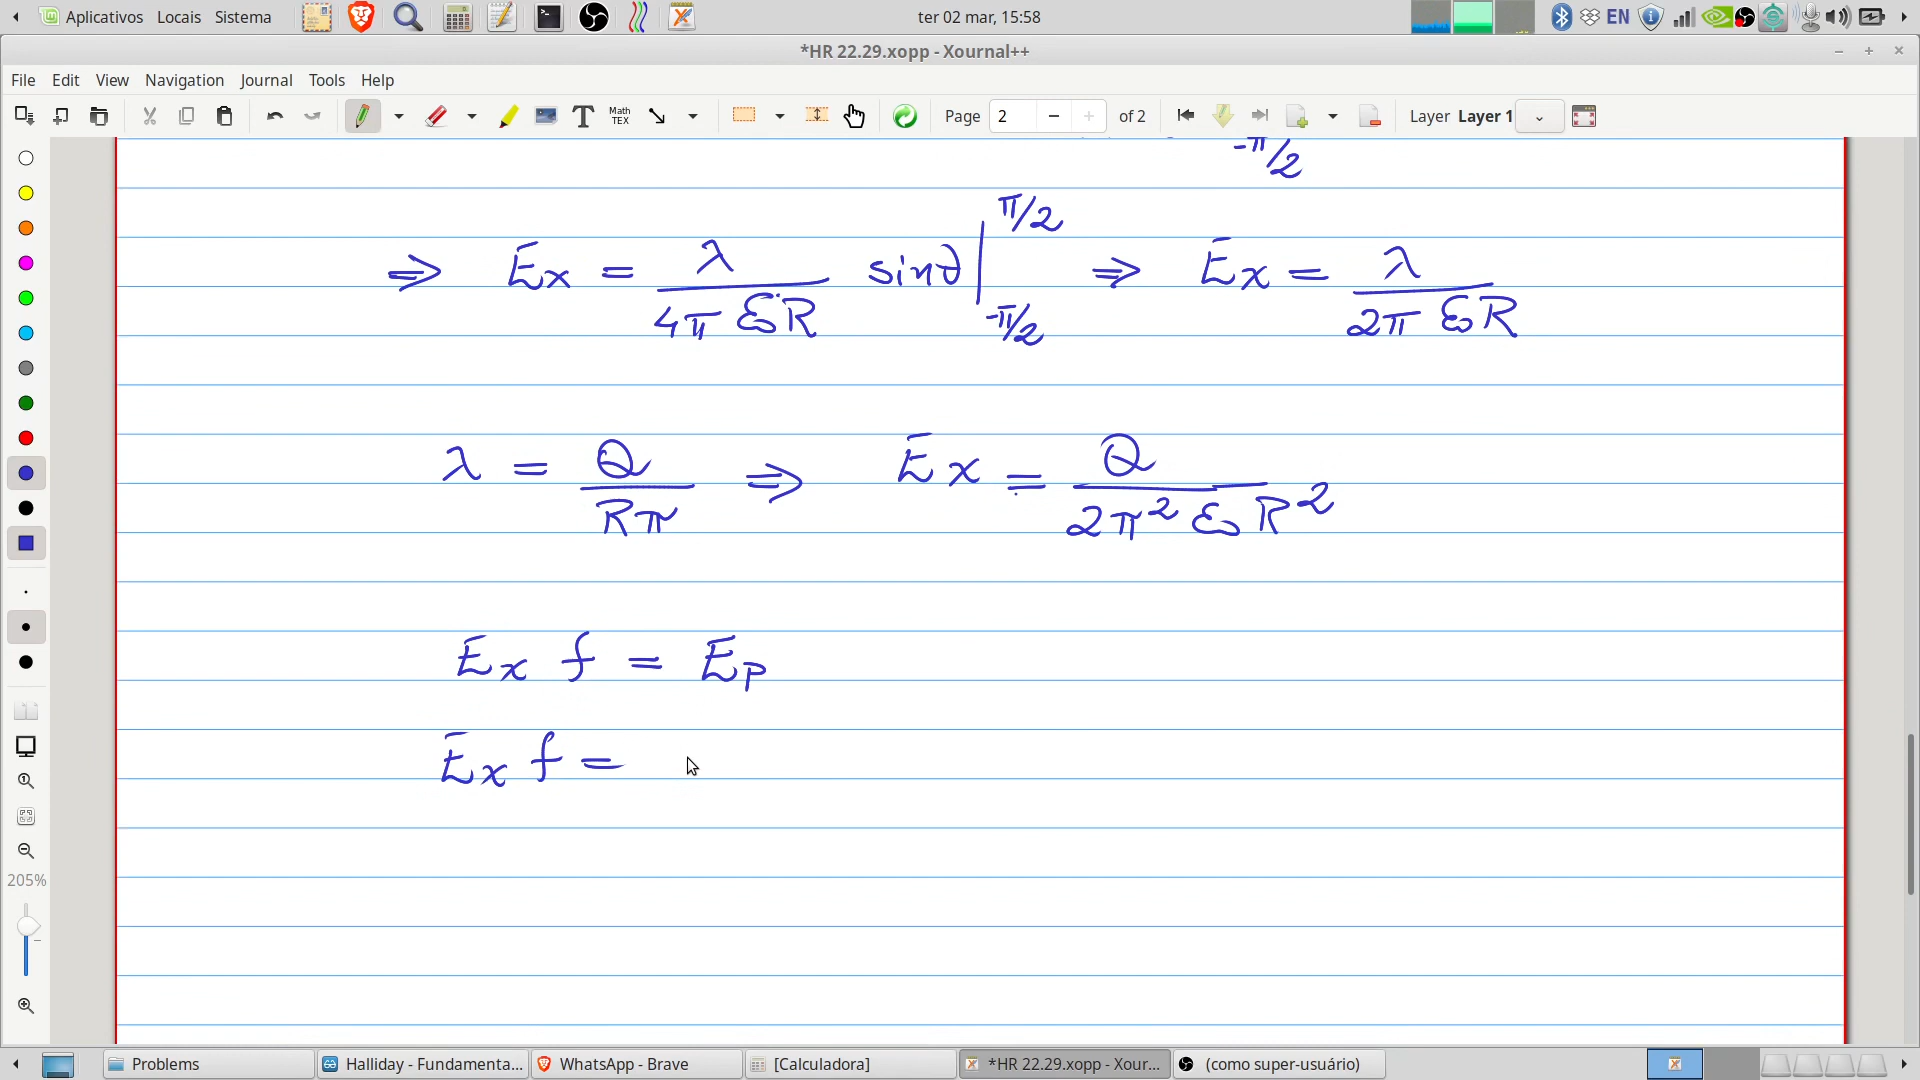 Aplicativos Locais Sistema ter 02 mar, 15:58 EN
*HR 22.29.xopp - Xournal++
File Edit View Navigation Journal Tools Help
Math TEX Page 2 of 2 Layer Layer 1
-π/2
⇒ Ex = λ/(4π ε₀R) sinθ |_{-π/2}^{π/2} ⇒ Ex = λ/(2π ε₀R)
λ = Q/(Rπ) ⇒ Ex = Q/(2π² ε₀ R²)
Ex f = Ep
Ex f =
205%
Problems Halliday - Fundamenta... WhatsApp - Brave [Calculadora] *HR 22.29.xopp - Xour... (como super-usuário)